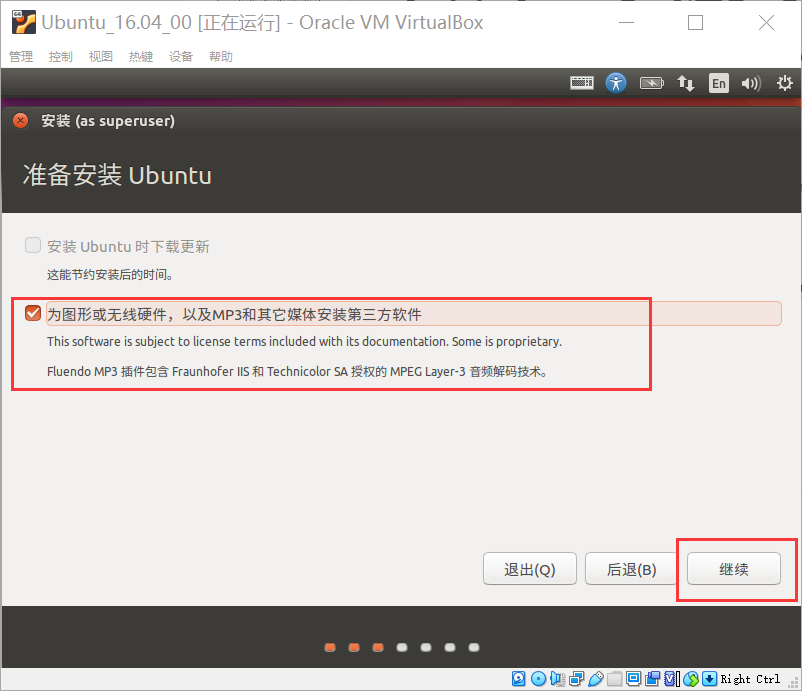 Ubuntu_16.04_00 [正在运行] - Oracle VM VirtualBox
管理 控制 视图 热键 设备 帮助
En
安装 (as superuser)
准备安装 Ubuntu
安装 Ubuntu 时下载更新
这能节约安装后的时间。
为图形或无线硬件，以及MP3和其它媒体安装第三方软件
This software is subject to license terms included with its documentation. Some is proprietary.
Fluendo MP3 插件包含 Fraunhofer IIS 和 Technicolor SA 授权的 MPEG Layer-3 音频解码技术。
退出(Q) 后退(B) 继续
Right Ctrl